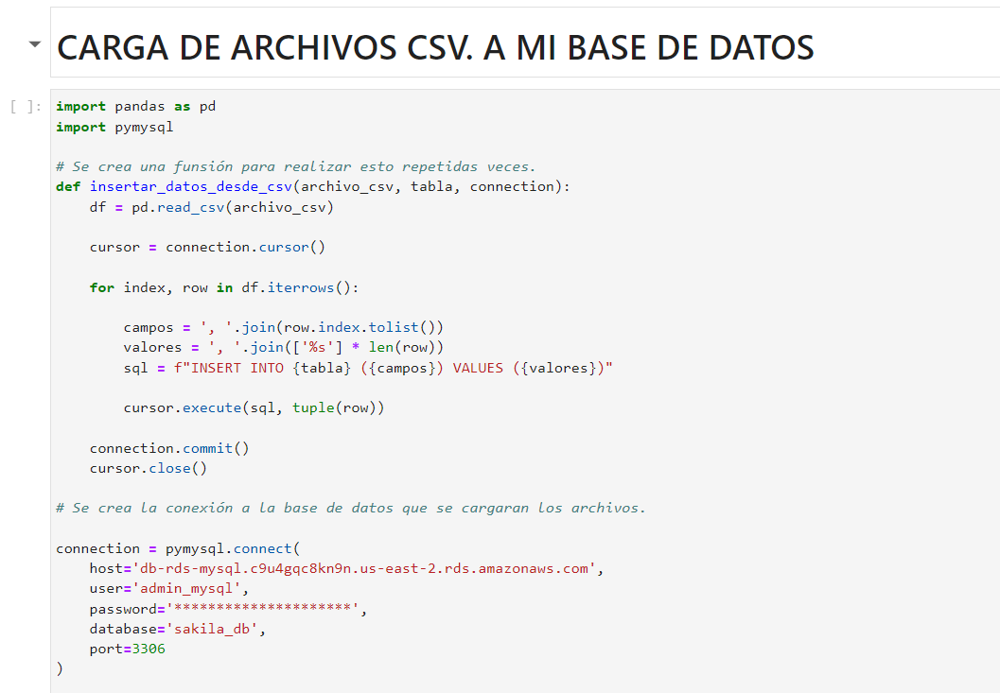 CARGA DE ARCHIVOS CSV. A MI BASE DE DATOS
[ ]:
import pandas as pd
import pymysql
# Se crea una funsión para realizar esto repetidas veces.
def insertar_datos_desde_csv(archivo_csv, tabla, connection):
    df = pd.read_csv(archivo_csv)
    cursor = connection.cursor()
    for index, row in df.iterrows():
        campos = ', '.join(row.index.tolist())
        valores = ', '.join(['%s'] * len(row))
        sql = f"INSERT INTO {tabla} ({campos}) VALUES ({valores})"
        cursor.execute(sql, tuple(row))
    connection.commit()
    cursor.close()
# Se crea la conexión a la base de datos que se cargaran los archivos.
connection = pymysql.connect(
    host='db-rds-mysql.c9u4gqc8kn9n.us-east-2.rds.amazonaws.com',
    user='admin_mysql',
    password='*********************',
    database='sakila_db',
    port=3306
)